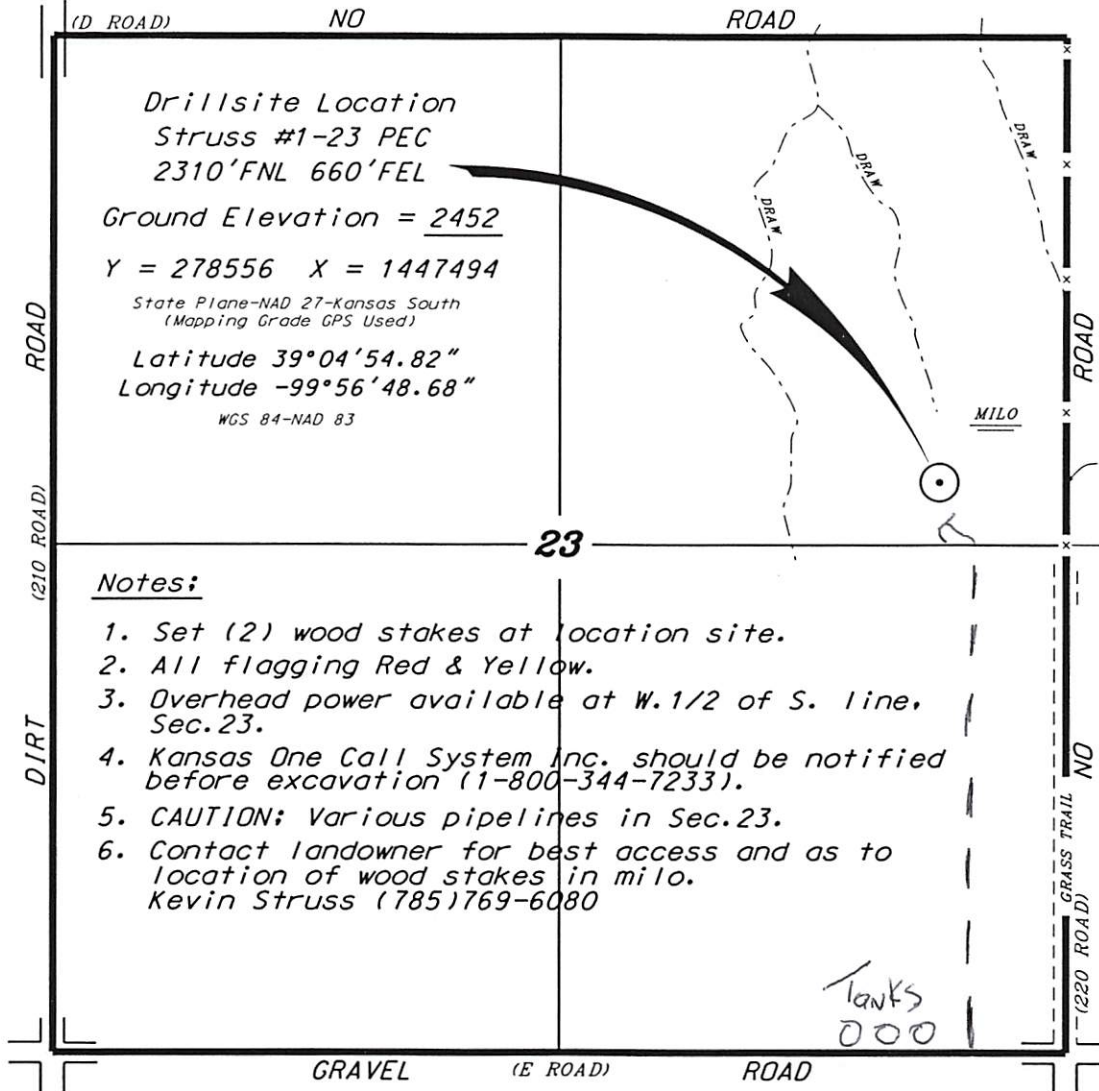 (D ROAD) NO ROAD
Drillsite Location
Struss #1-23 PEC
2310'FNL 660'FEL
Ground Elevation = 2452
Y = 278556 X = 1447494
State Plane-NAD 27-Kansas South
(Mapping Grade GPS Used)
Latitude 39°04'54.82"
Longitude -99°56'48.68"
WGS 84-NAD 83
DRAW
DRAW
DRAW
MILO
ROAD
(210 ROAD)
DIRT
ROAD
NO
GRASS TRAIL
(220 ROAD)
23
Notes:
1. Set (2) wood stakes at location site.
2. All flagging Red & Yellow.
3. Overhead power available at W.1/2 of S. line,
Sec.23.
4. Kansas One Call System Inc. should be notified
before excavation (1-800-344-7233).
5. CAUTION: Various pipelines in Sec.23.
6. Contact landowner for best access and as to
location of wood stakes in milo.
Kevin Struss (785)769-6080
Tanks
000
GRAVEL (E ROAD) ROAD